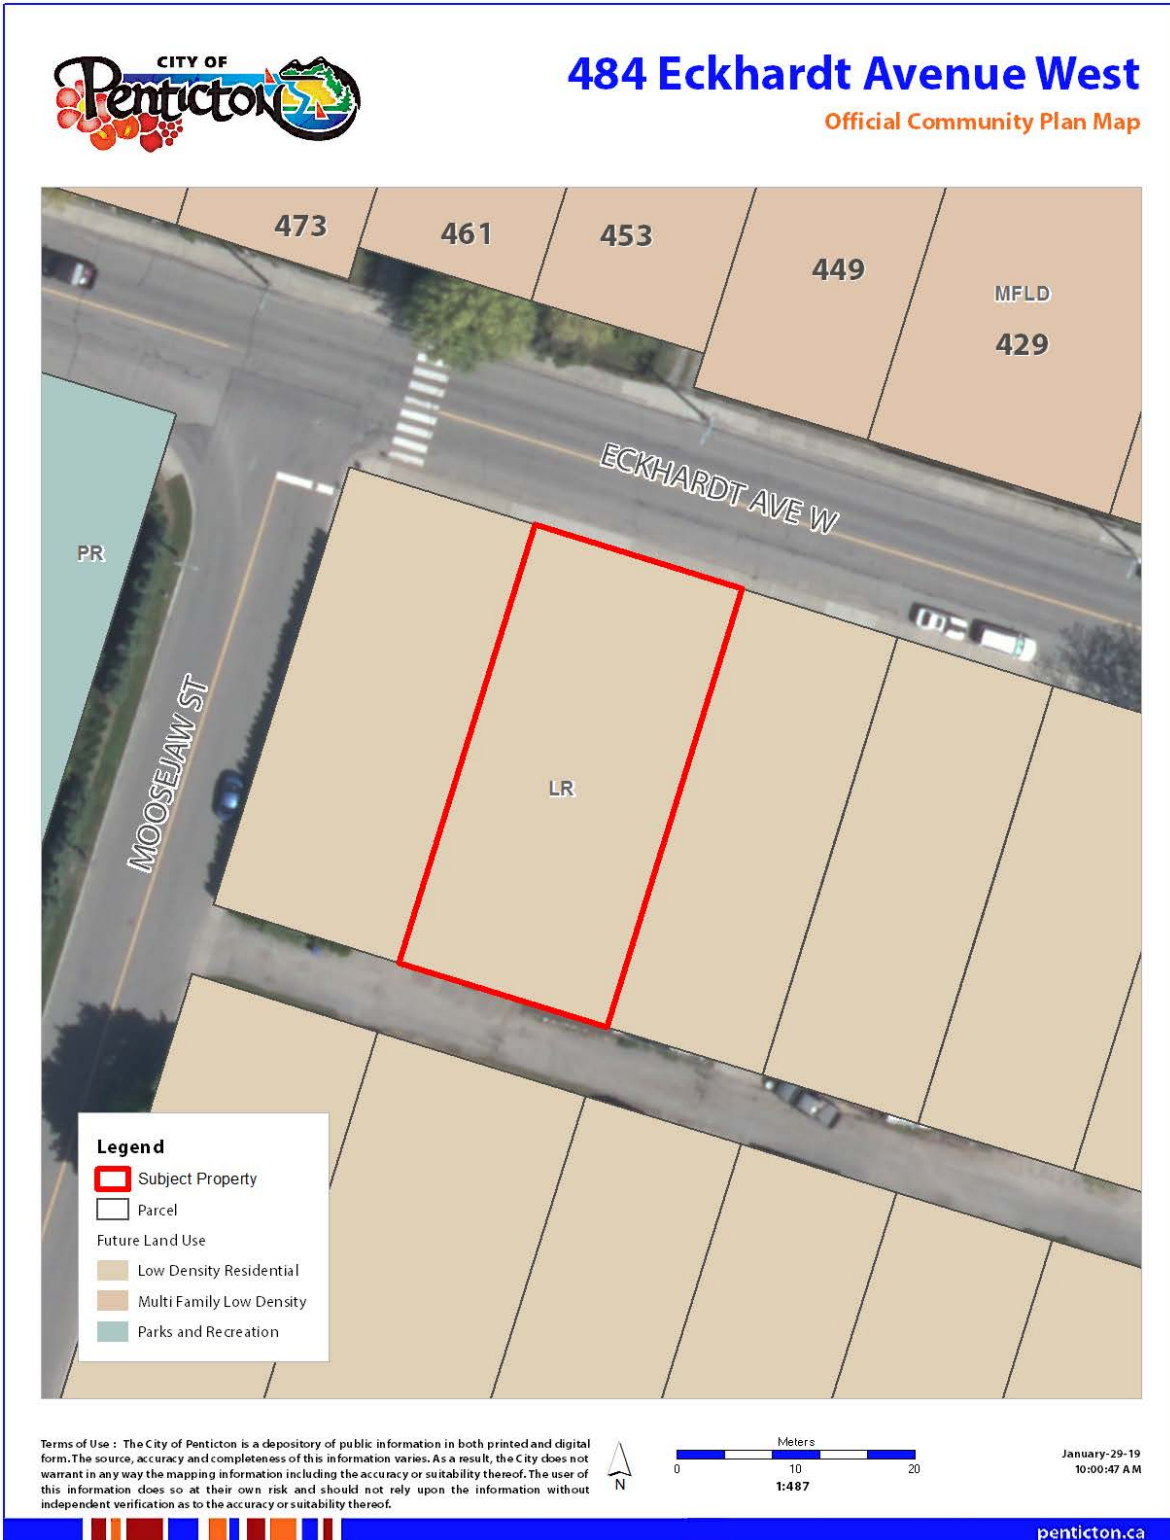 CITY OF
Penticton
484 Eckhardt Avenue West
Official Community Plan Map
473
461
453
449
MFLD
429
ECKHARDT AVE W
PR
MOOSEJAW ST
LR
Legend
Subject Property
Parcel
Future Land Use
Low Density Residential
Multi Family Low Density
Parks and Recreation
Terms of Use : The City of Penticton is a depository of public information in both printed and digital
form. The source, accuracy and completeness of this information varies. As a result, the City does not
warrant in any way the mapping information including the accuracy or suitability thereof. The user of
this information does so at their own risk and should not rely upon the information without
independent verification as to the accuracy or suitability thereof.
N
Meters
0 10 20
1:487
January-29-19
10:00:47 AM
penticton.ca